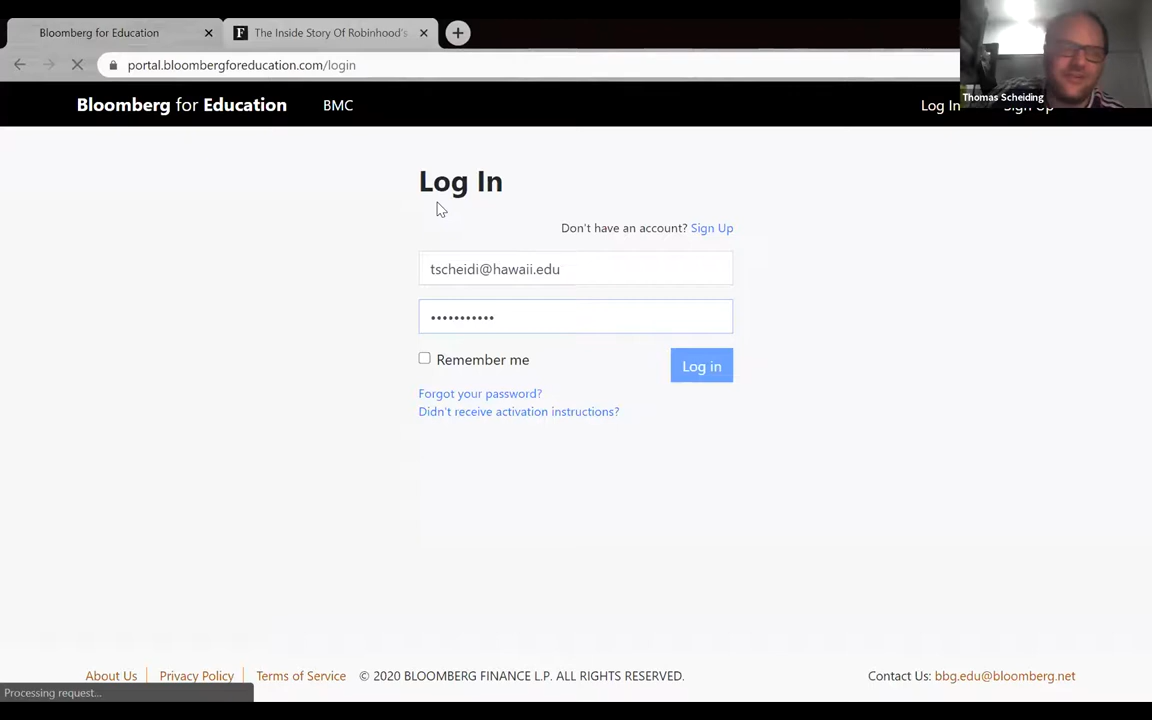 Bloomberg for Education
The Inside Story Of Robinhood's
portal.bloombergforeducation.com/login
Thomas Scheiding
Bloomberg for Education
BMC
Log In
Sign Up
Log In
Don't have an account? Sign Up
tscheidi@hawaii.edu
•••••••••••
Remember me
Log in
Forgot your password?
Didn't receive activation instructions?
About Us
Privacy Policy
Terms of Service
© 2020 BLOOMBERG FINANCE L.P. ALL RIGHTS RESERVED.
Contact Us: bbg.edu@bloomberg.net
Processing request...